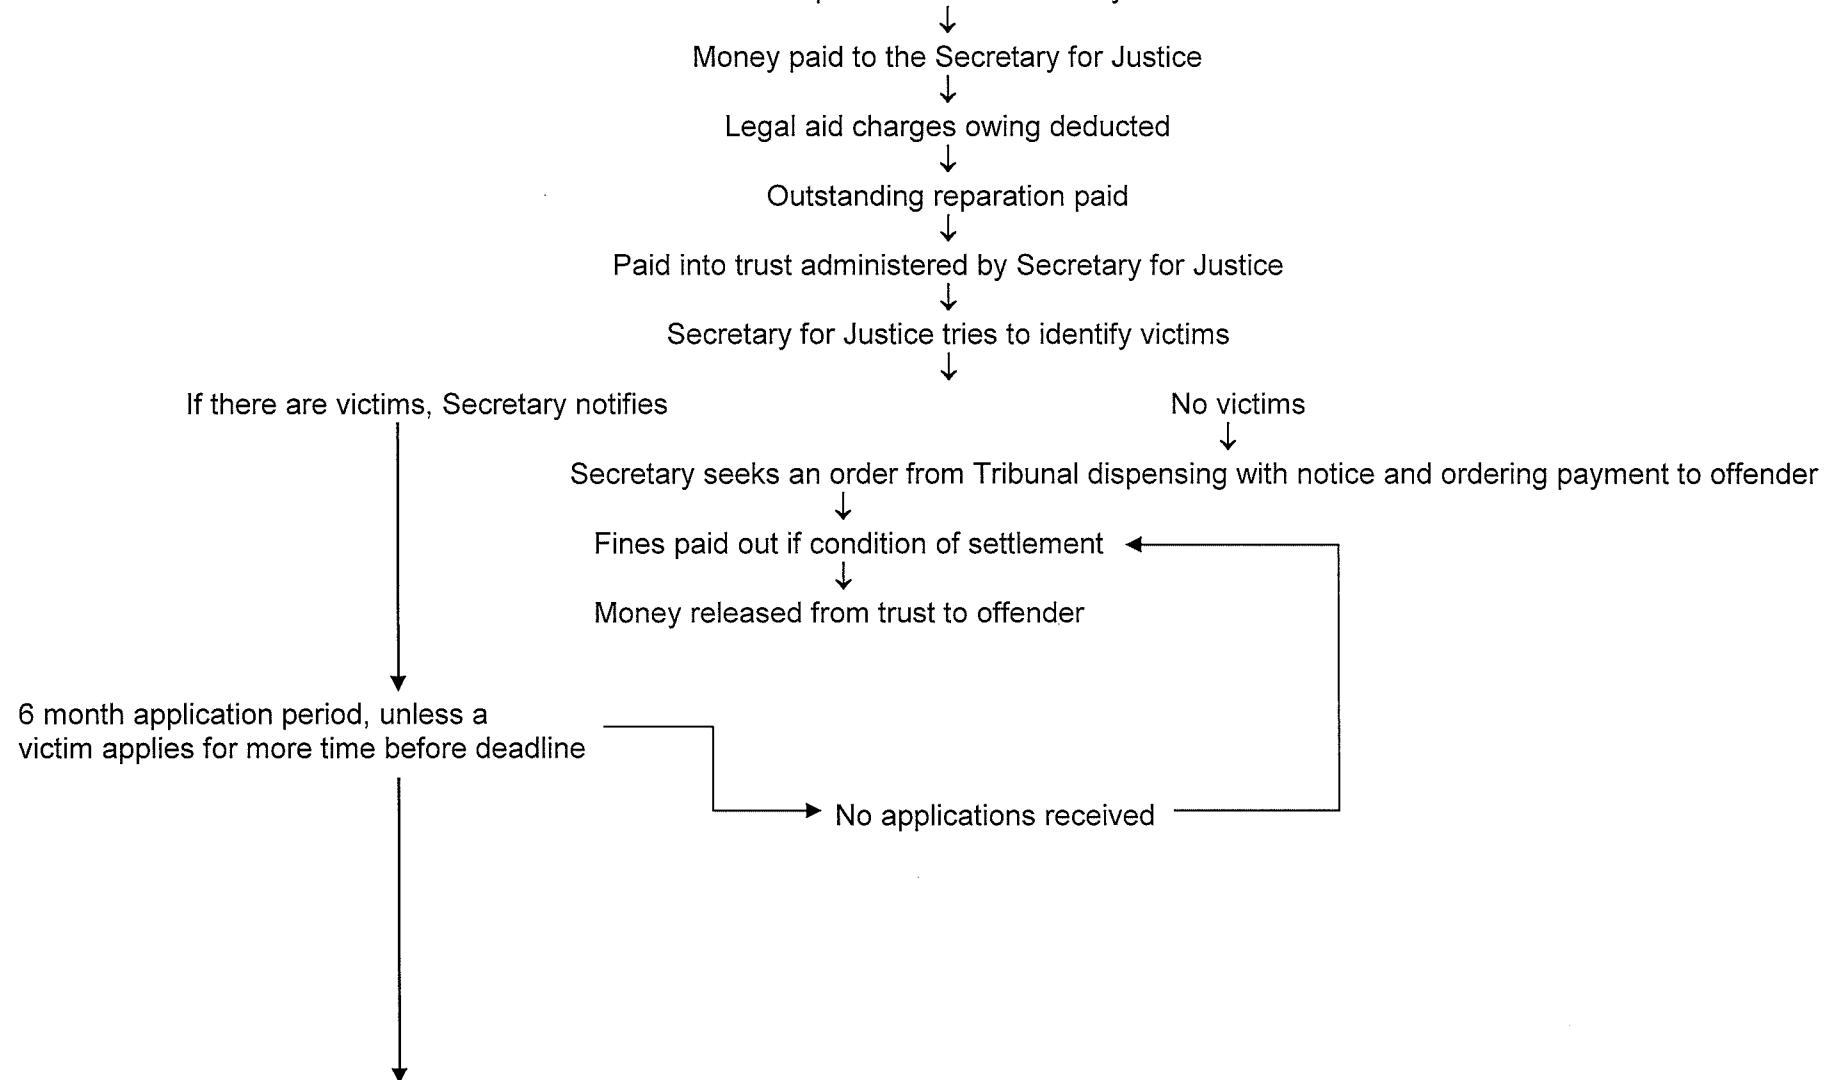 Money paid to the Secretary for Justice
Legal aid charges owing deducted
Outstanding reparation paid
Paid into trust administered by Secretary for Justice
Secretary for Justice tries to identify victims
If there are victims, Secretary notifies
No victims
Secretary seeks an order from Tribunal dispensing with notice and ordering payment to offender
Fines paid out if condition of settlement
Money released from trust to offender
6 month application period, unless a
victim applies for more time before deadline
No applications received